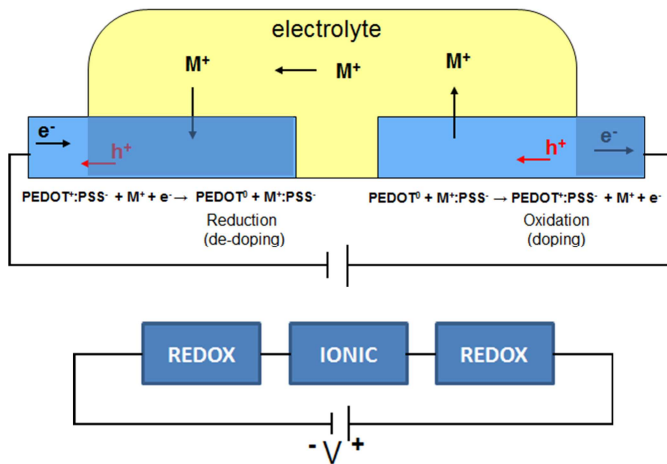 electrolyte
M⁺ M⁺ M⁺
e⁻ h⁺ h⁺ e⁻
PEDOT⁺:PSS⁻ + M⁺ + e⁻ → PEDOT⁰ + M⁺:PSS⁻
Reduction
(de-doping)
PEDOT⁰ + M⁺:PSS⁻ → PEDOT⁺:PSS⁻ + M⁺ + e⁻
Oxidation
(doping)
REDOX IONIC REDOX
- V +